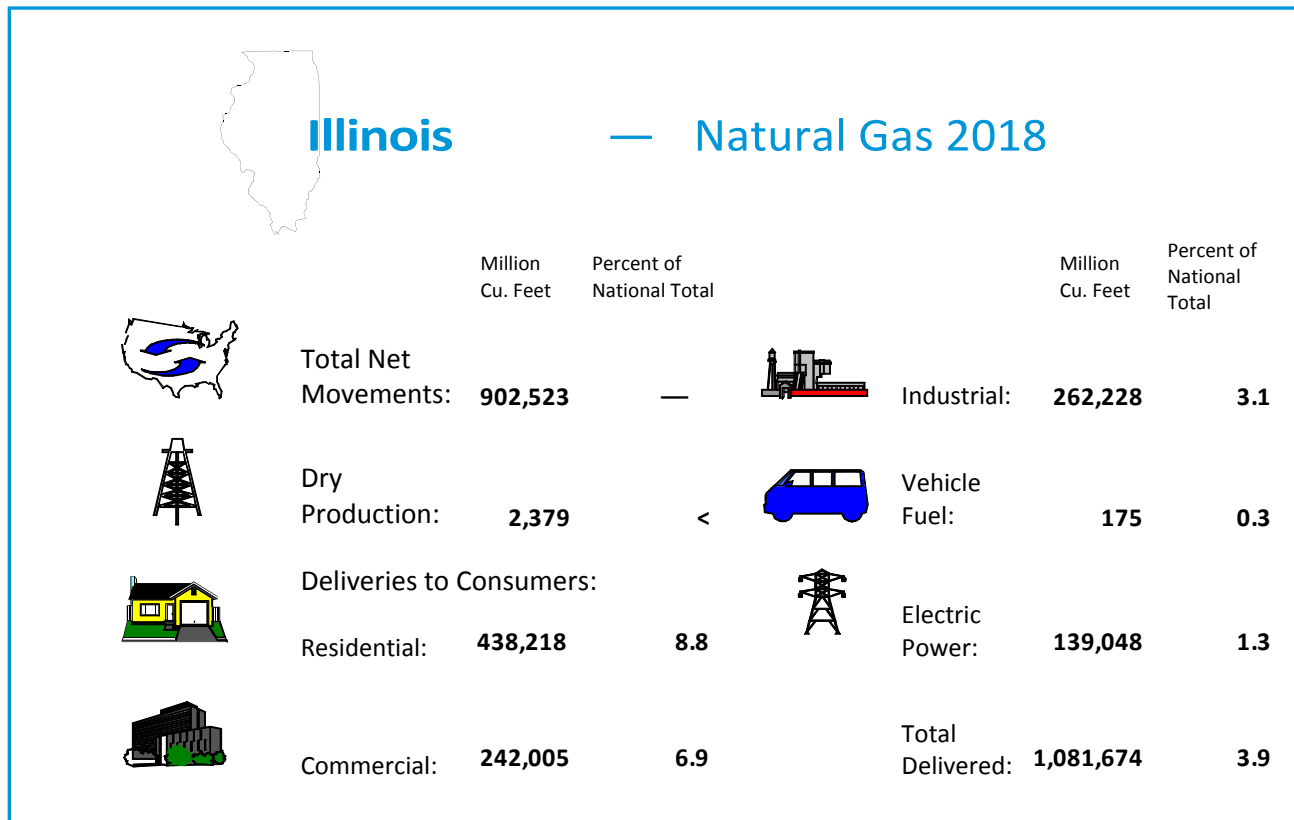 Illinois — Natural Gas 2018
Million
Cu. Feet
Percent of
National Total
Million
Cu. Feet
Percent of
National
Total
Total Net
Movements: 902,523 —
Industrial: 262,228 3.1
Dry
Production: 2,379 <
Vehicle
Fuel: 175 0.3
Deliveries to Consumers:
Residential: 438,218 8.8
Electric
Power: 139,048 1.3
Commercial: 242,005 6.9
Total
Delivered: 1,081,674 3.9